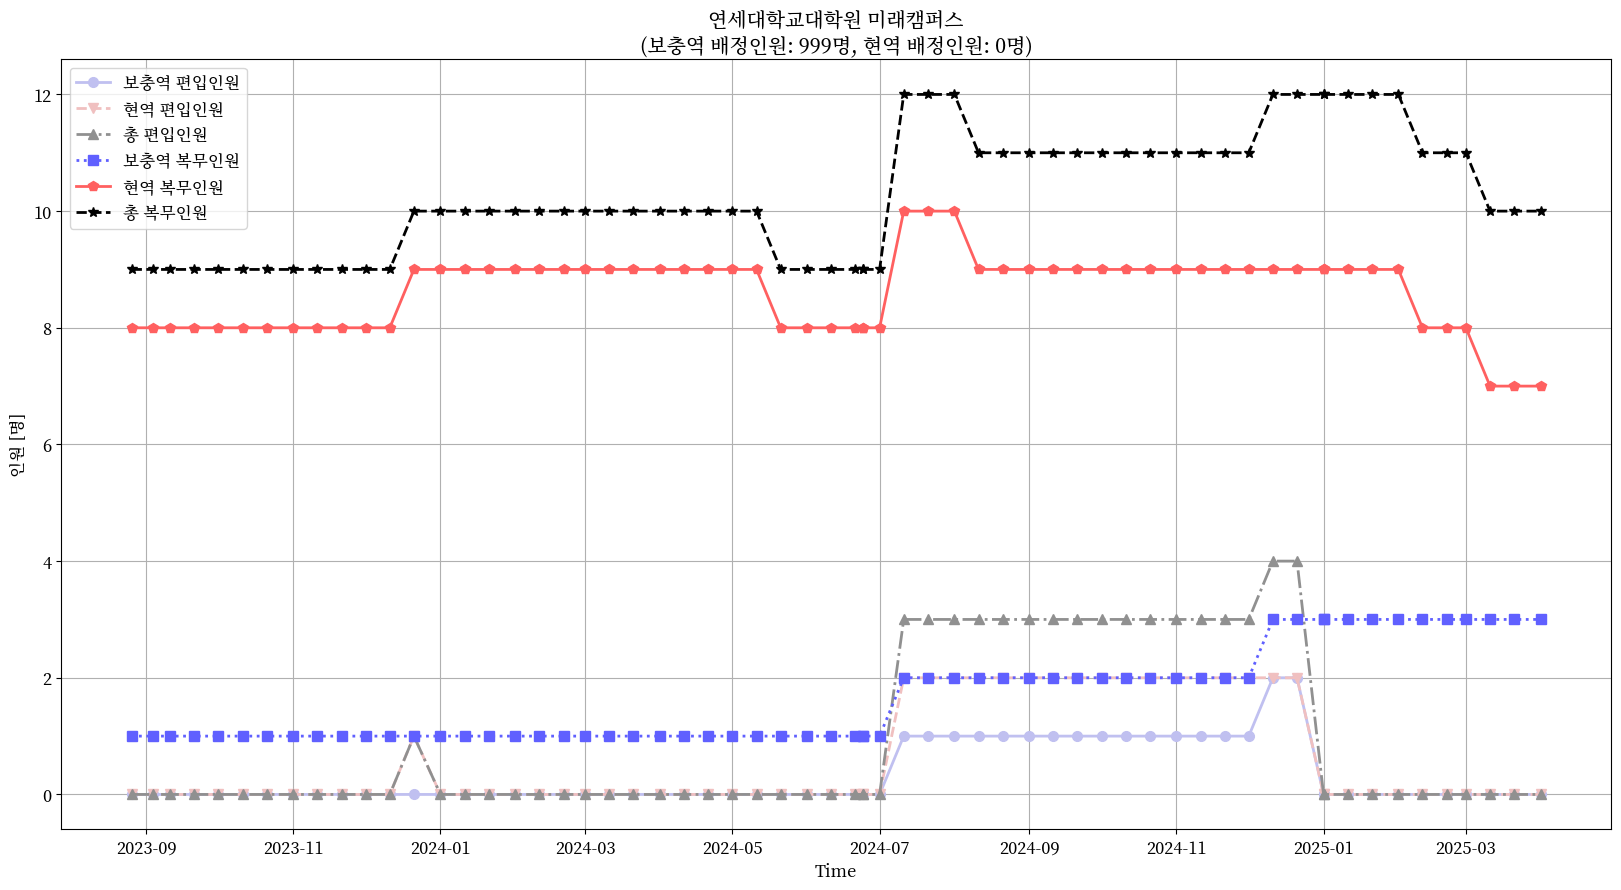 연세대학교대학원 미래캠퍼스
(보충역 배정인원: 999명, 현역 배정인원: 0명)
보충역 편입인원
현역 편입인원
총 편입인원
보충역 복무인원
현역 복무인원
총 복무인원
12
10
8
6
4
2
0
인원 [명]
2023-09 2023-11 2024-01 2024-03 2024-05 2024-07 2024-09 2024-11 2025-01 2025-03
Time